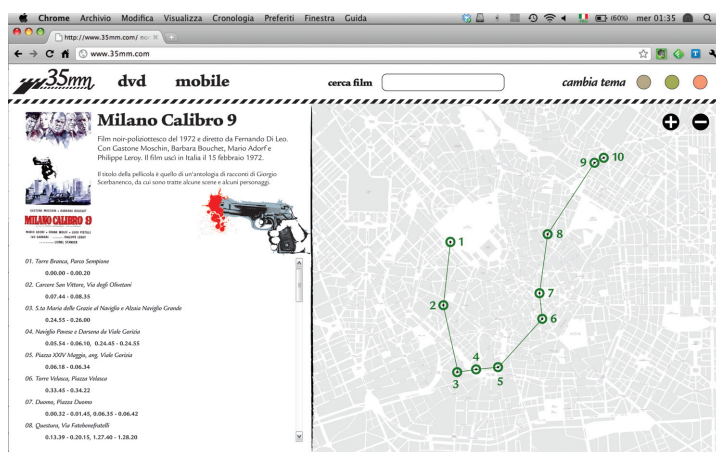 Chrome Archivio Modifica Visualizza Cronologia Preferiti Finestra Guida (60%) mer 01:35
http://www.35mm.com/
www.35mm.com
35mm dvd mobile cerca film cambia tema
Milano Calibro 9
Film noir-poliziottesco del 1972 e diretto da Fernando Di Leo.
Con Gastone Moschin, Barbara Bouchet, Mario Adorf e
Philippe Leroy. Il film uscì in Italia il 15 febbraio 1972.
Il titolo della pellicola è quello di un'antologia di racconti di Giorgio
Scerbanenco, da cui sono tratte alcune scene e alcuni personaggi.
MILANO CALIBRO 9
01. Torre Branca, Parco Sempione
0.00.00 - 0.00.20
02. Carcere San Vittore, Via degli Olivetani
0.07.44 - 0.08.35
03. S.ta Maria delle Grazie al Naviglio e Alzaia Naviglio Grande
0.24.55 - 0.26.00
04. Naviglio Pavese e Darsena da Viale Gorizia
0.05.54 - 0.06.10, 0.24.45 - 0.24.55
05. Piazza XXIV Maggio, ang. Viale Gorizia
0.06.18 - 0.06.34
06. Torre Velasca, Piazza Velasca
0.33.45 - 0.34.22
07. Duomo, Piazza Duomo
0.00.32 - 0.01.45, 0.06.35 - 0.06.42
08. Questura, Via Fatebenefratelli
0.13.39 - 0.20.15, 1.27.40 - 1.28.20
9
10
8
1
7
2
6
4
3
5